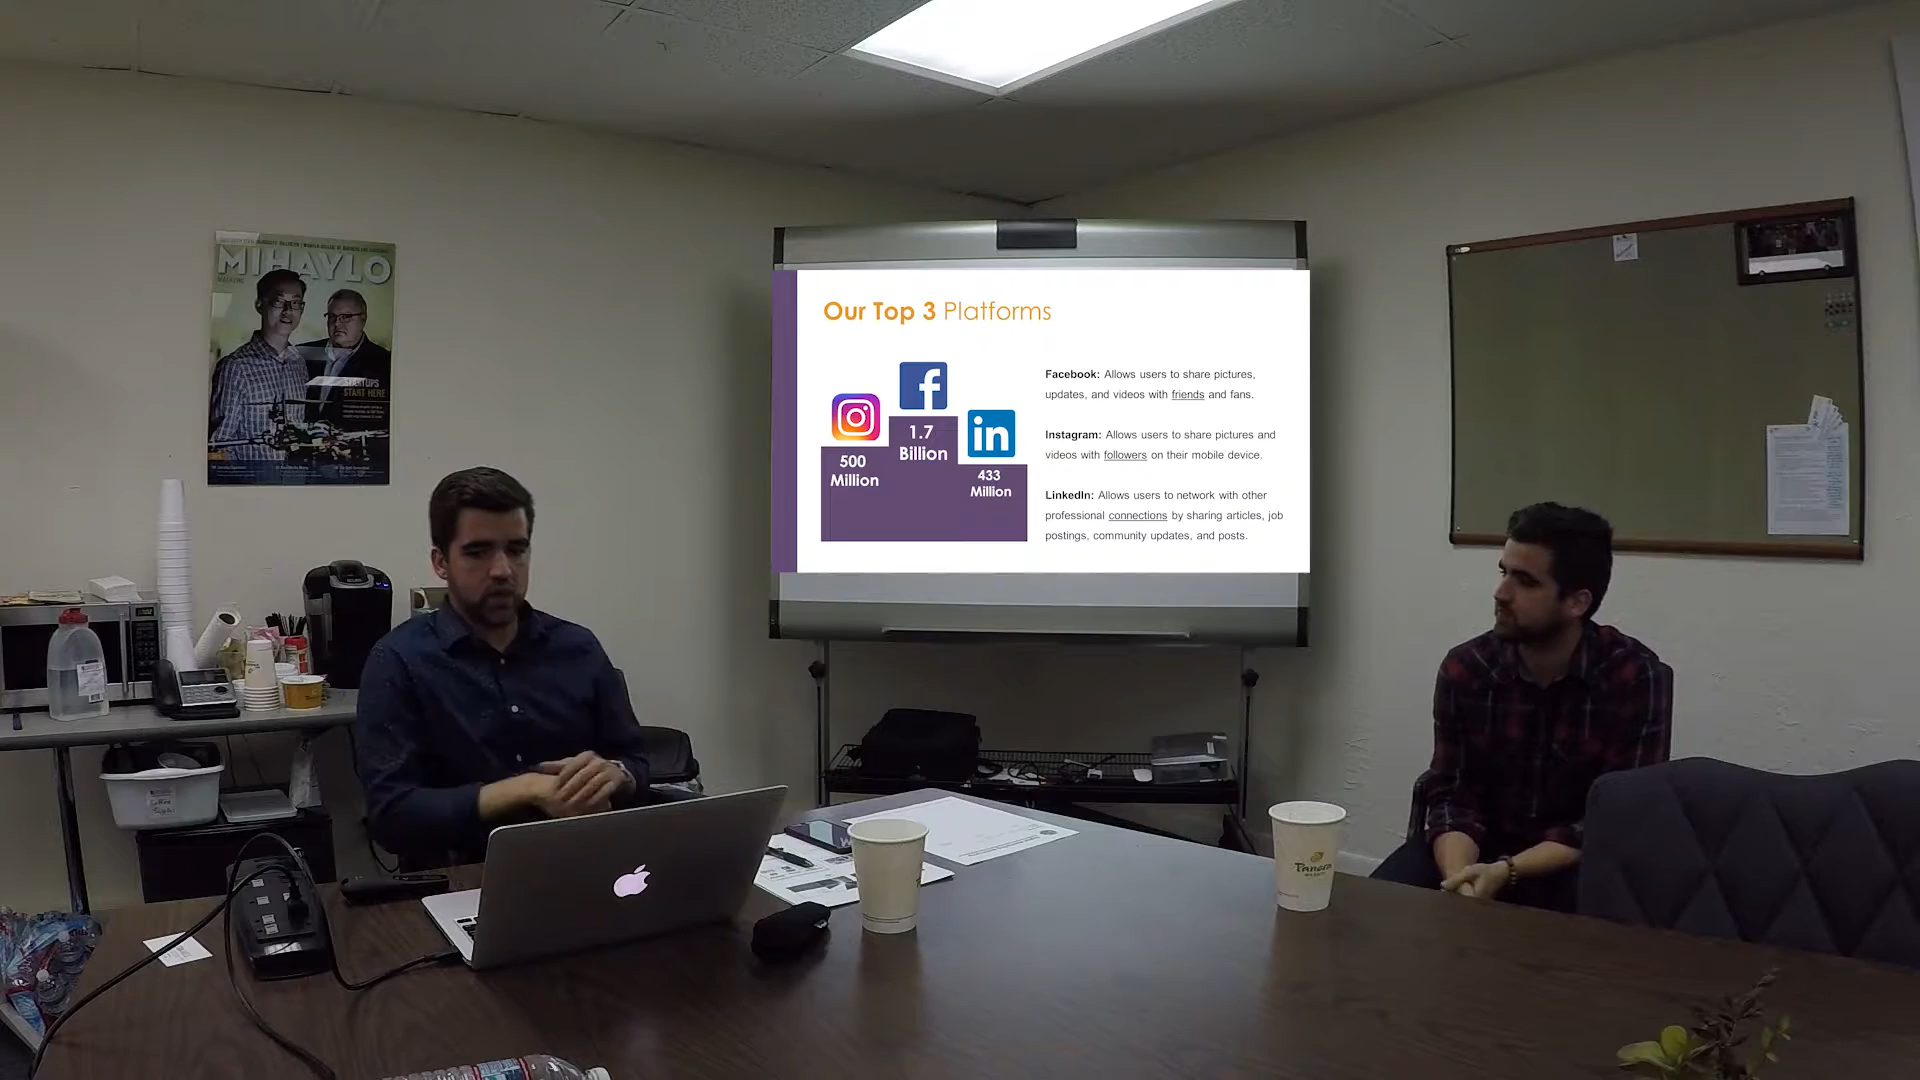 MIHAYLO
MAGAZINE
STARTUPS
START HERE
Our Top 3 Platforms
1.7
Billion
500
Million
433
Million
Facebook: Allows users to share pictures,
updates, and videos with friends and fans.
Instagram: Allows users to share pictures and
videos with followers on their mobile device.
LinkedIn: Allows users to network with other
professional connections by sharing articles, job
postings, community updates, and posts.
in
Panera